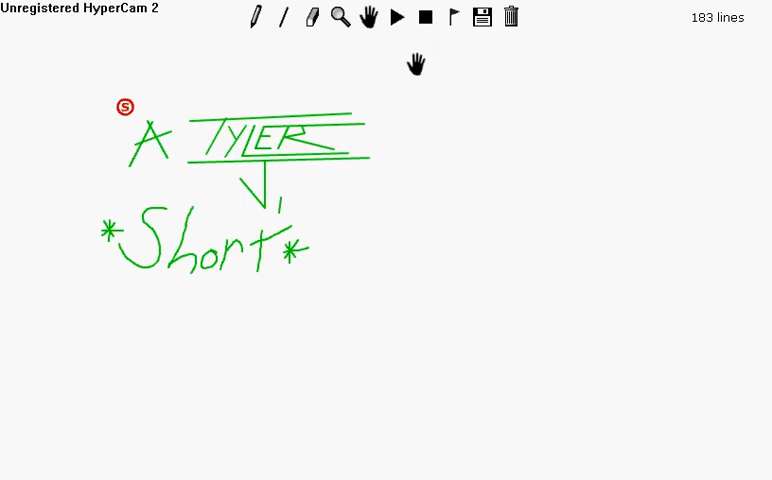 Unregistered HyperCam 2
183 lines
S
A TYLER J'
*Short*